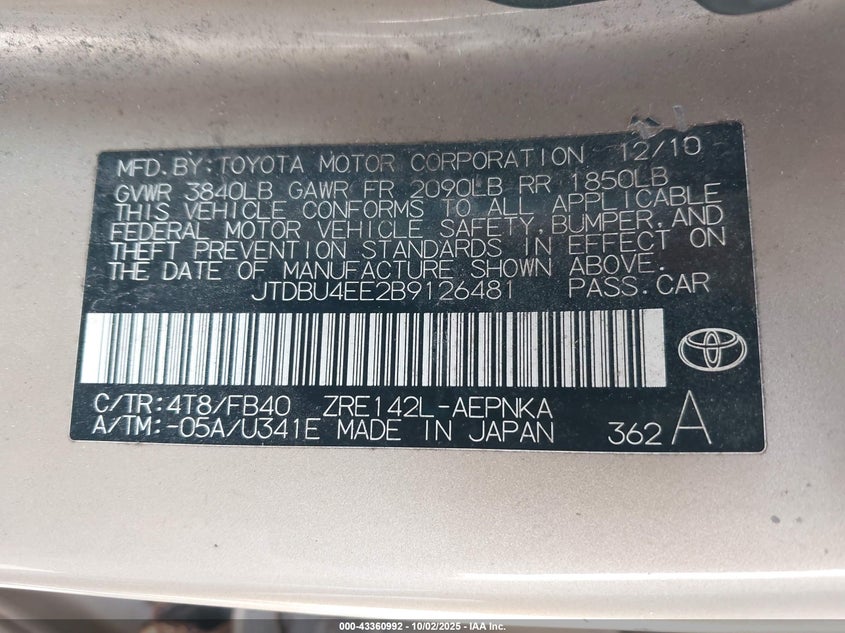 MFD.BY:TOYOTA MOTOR CORPORATION 12/10
GVWR 3840LB GAWR FR 2090LB RR 1850LB
THIS VEHICLE CONFORMS TO ALL APPLICABLE
FEDERAL MOTOR VEHICLE SAFETY,BUMPER,AND
THEFT PREVENTION STANDARDS IN EFFECT ON
THE DATE OF MANUFACTURE SHOWN ABOVE.
JTDBU4EE2B9126481 PASS.CAR
C/TR:4T8/FB40 ZRE142L-AEPNKA
A/TM:-05A/U341E MADE IN JAPAN 362 A
000-43360992 - 10/02/2025 - IAA Inc.